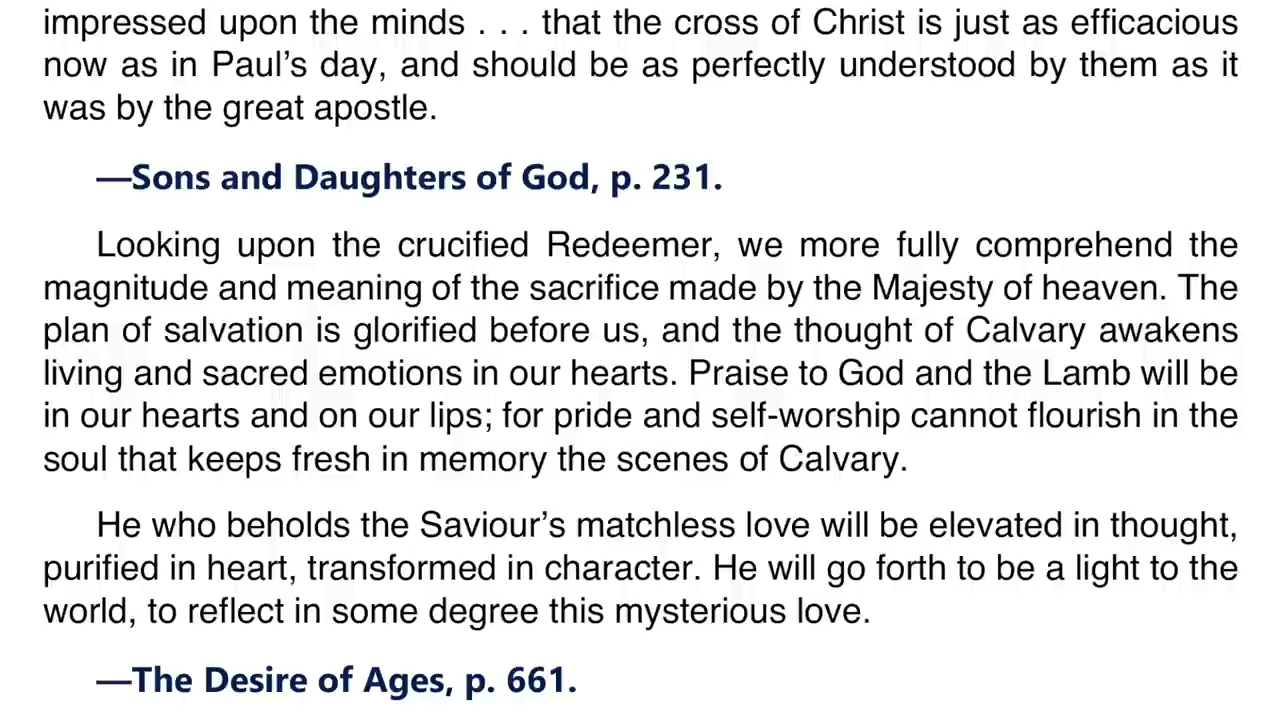 impressed upon the minds . . . that the cross of Christ is just as efficacious
now as in Paul’s day, and should be as perfectly understood by them as it
was by the great apostle.
—Sons and Daughters of God, p. 231.
Looking upon the crucified Redeemer, we more fully comprehend the
magnitude and meaning of the sacrifice made by the Majesty of heaven. The
plan of salvation is glorified before us, and the thought of Calvary awakens
living and sacred emotions in our hearts. Praise to God and the Lamb will be
in our hearts and on our lips; for pride and self-worship cannot flourish in the
soul that keeps fresh in memory the scenes of Calvary.
He who beholds the Saviour’s matchless love will be elevated in thought,
purified in heart, transformed in character. He will go forth to be a light to the
world, to reflect in some degree this mysterious love.
—The Desire of Ages, p. 661.